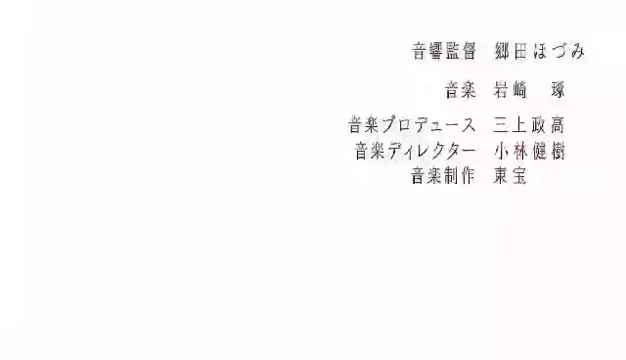 音響監督 郷田ほづみ
音楽 岩崎 琢
音楽プロデュース 三上政高
音楽ディレクター 小林健樹
音楽制作 東宝